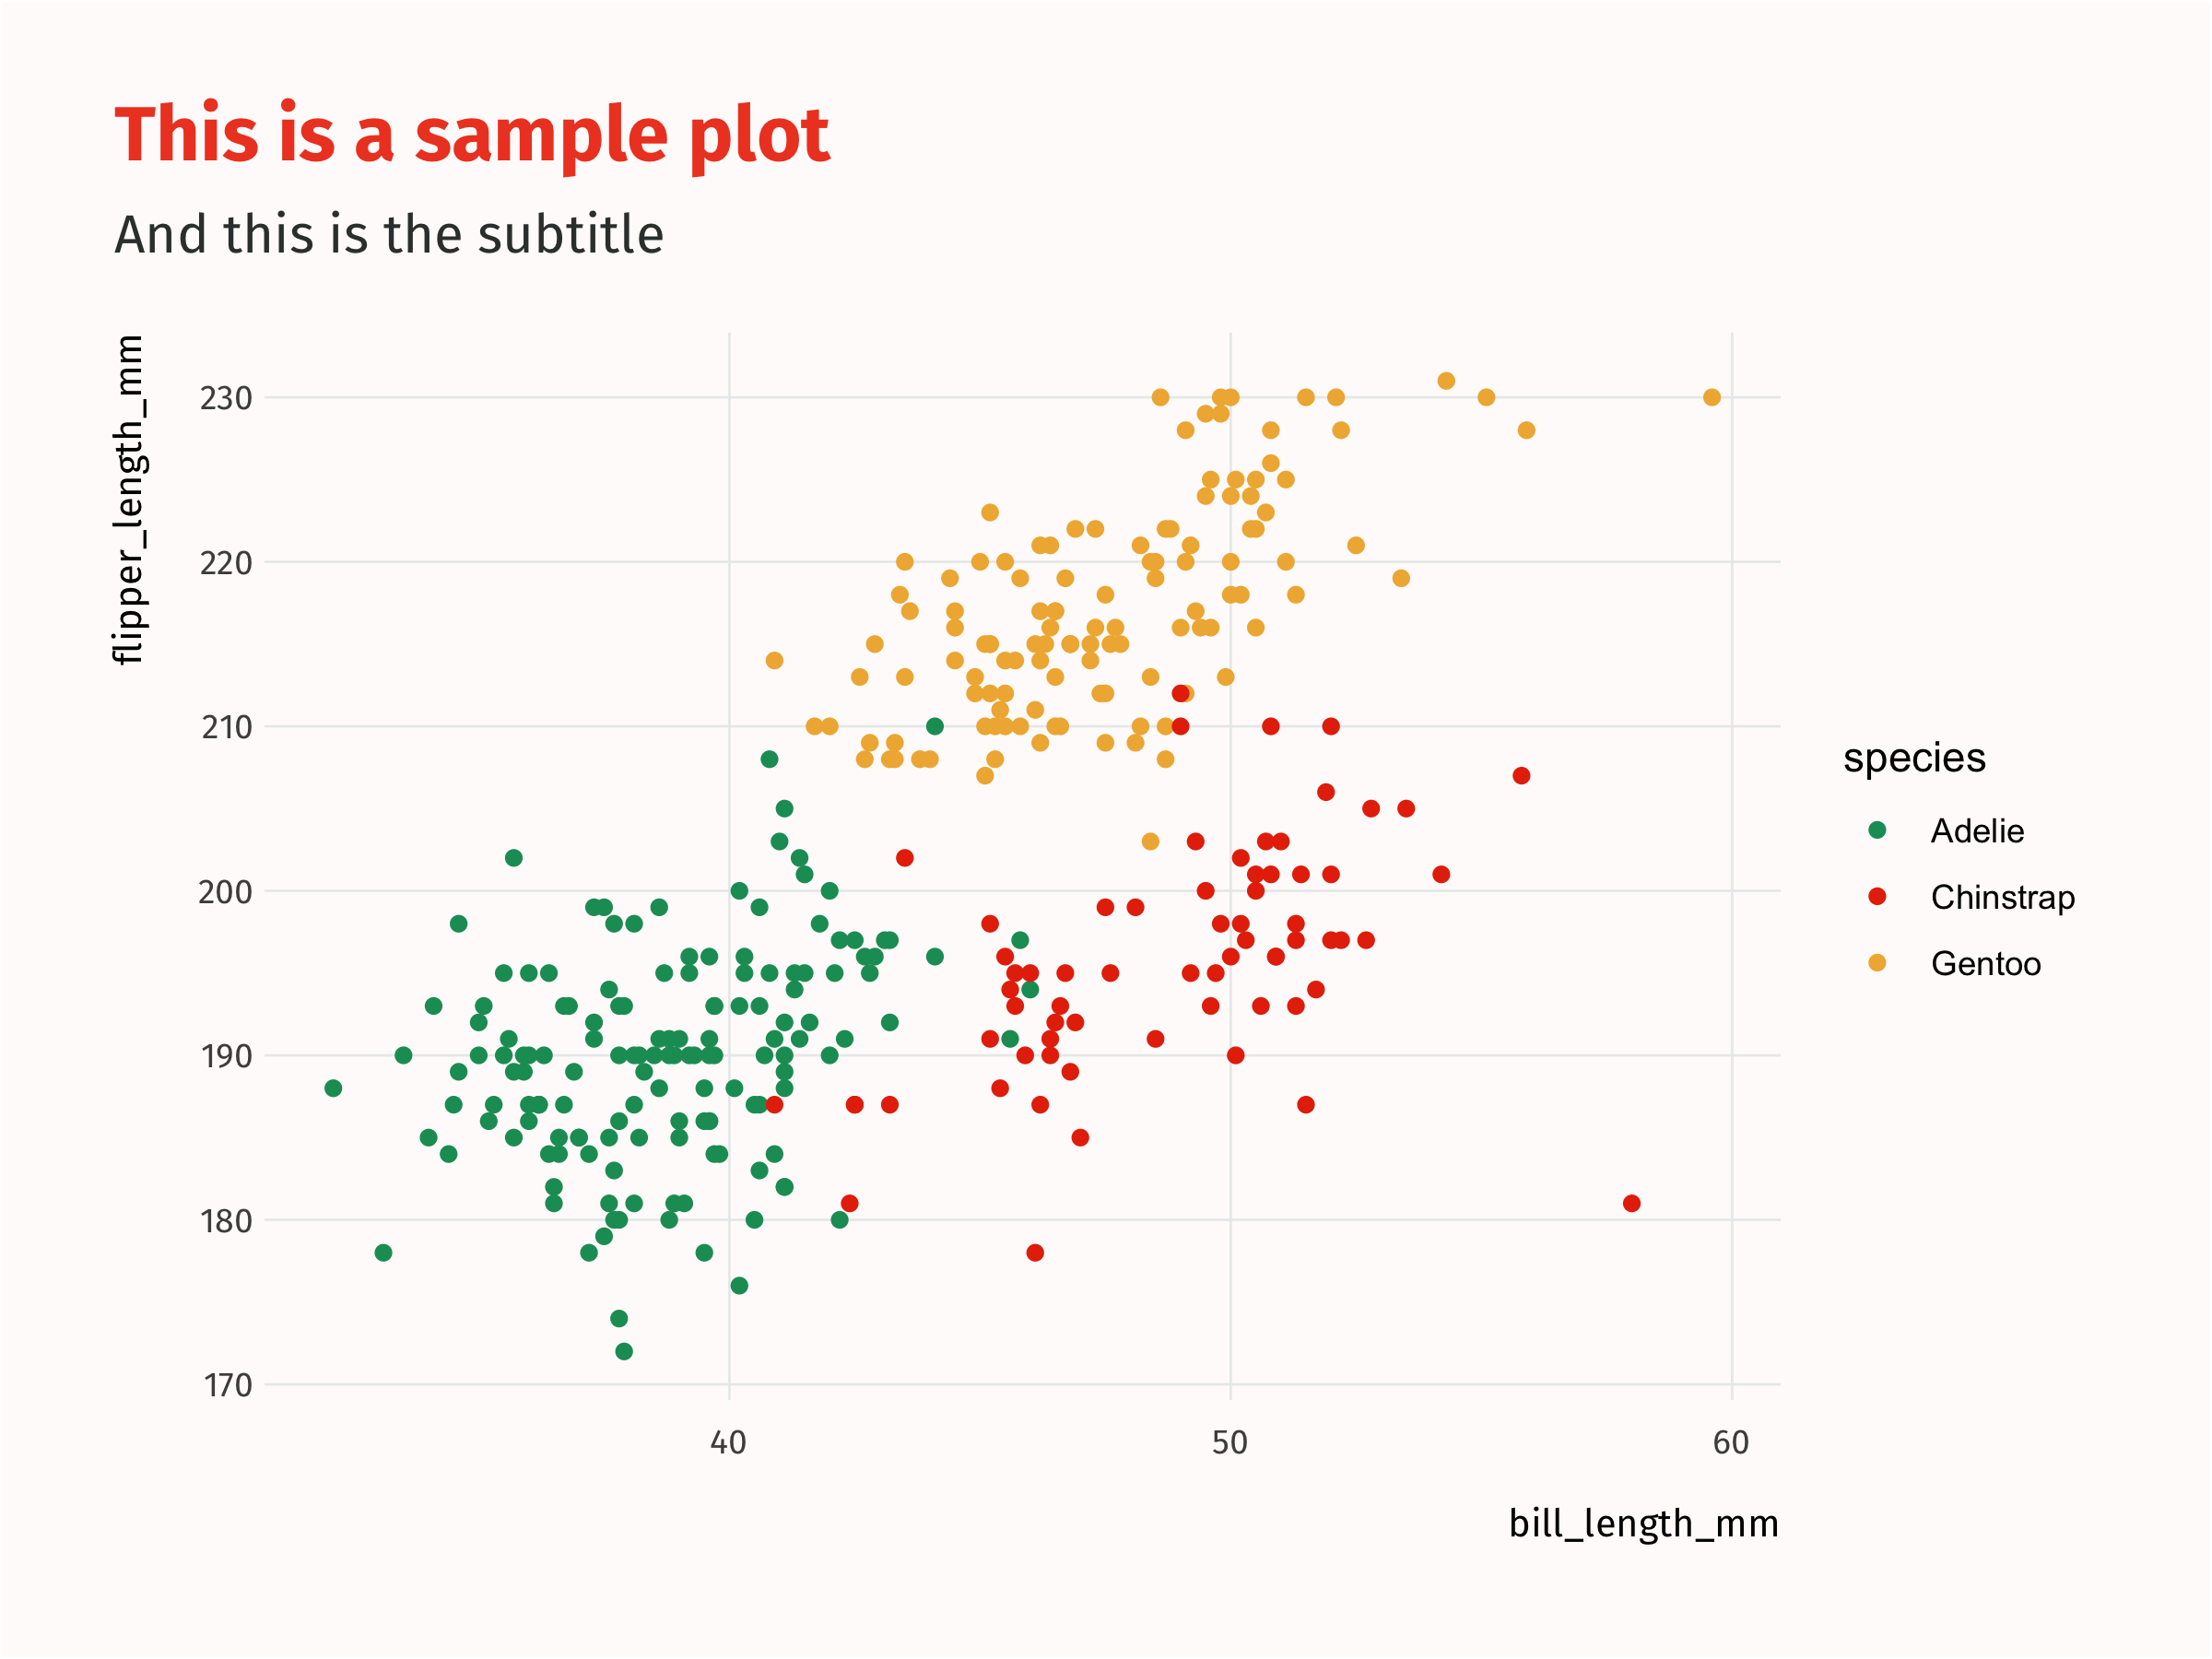 This is a sample plot
And this is the subtitle
flipper_length_mm
230
220
210
200
190
180
170
40 50 60
bill_length_mm
species
Adelie
Chinstrap
Gentoo